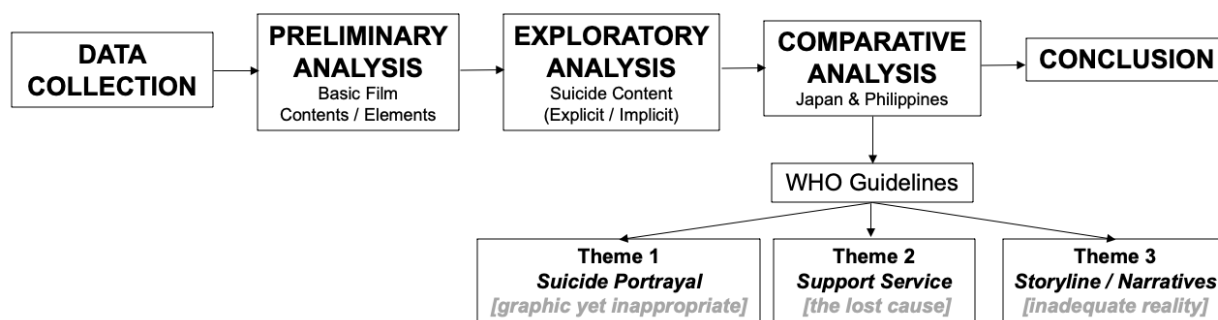 DATA
COLLECTION
PRELIMINARY
ANALYSIS
Basic Film
Contents / Elements
EXPLORATORY
ANALYSIS
Suicide Content
(Explicit / Implicit)
COMPARATIVE
ANALYSIS
Japan & Philippines
CONCLUSION
WHO Guidelines
Theme 1
Suicide Portrayal
[graphic yet inappropriate]
Theme 2
Support Service
[the lost cause]
Theme 3
Storyline / Narratives
[inadequate reality]